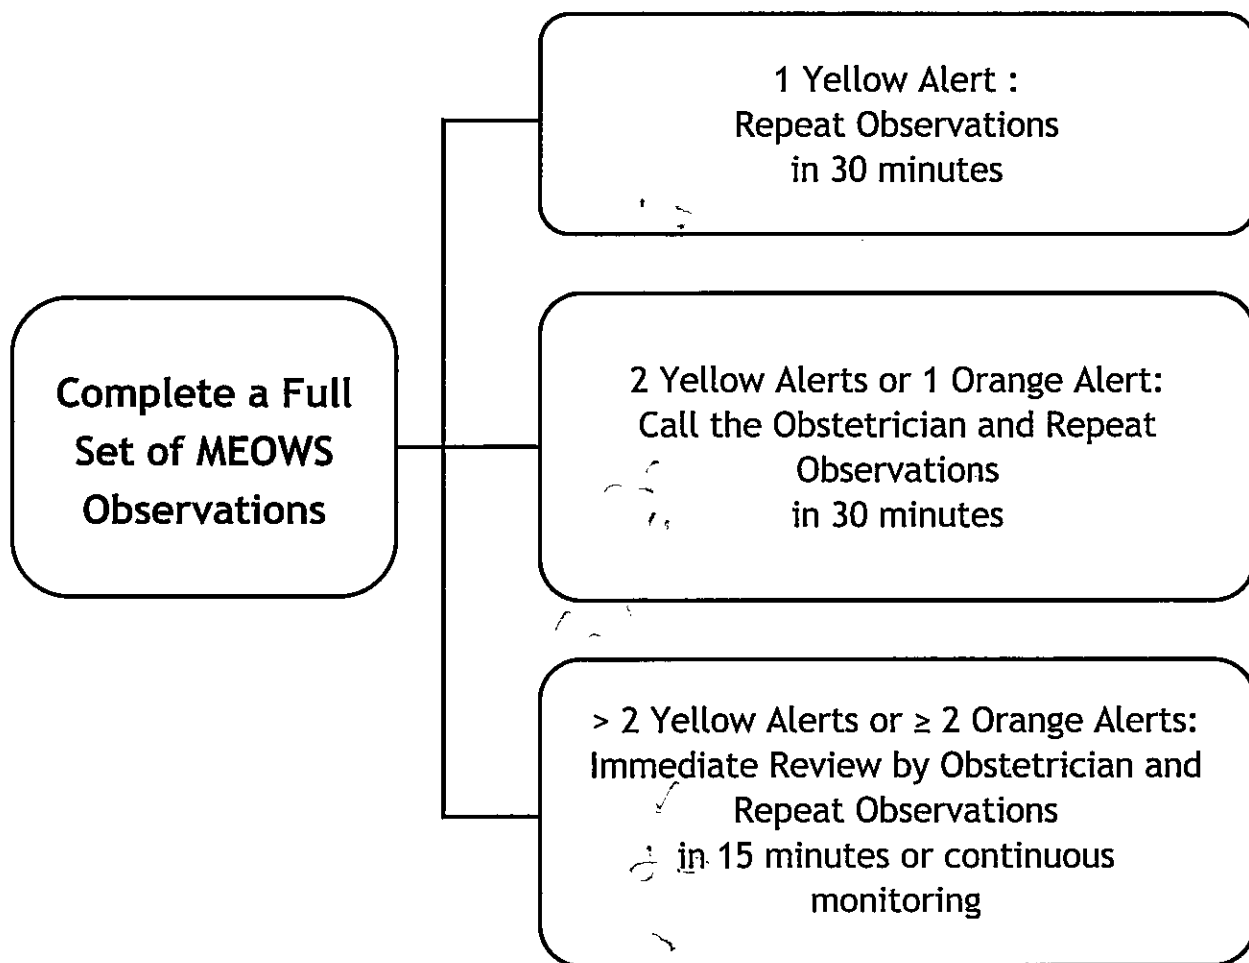 Complete a Full
Set of MEOWS
Observations
1 Yellow Alert :
Repeat Observations
in 30 minutes
2 Yellow Alerts or 1 Orange Alert:
Call the Obstetrician and Repeat
Observations
in 30 minutes
> 2 Yellow Alerts or ≥ 2 Orange Alerts:
Immediate Review by Obstetrician and
Repeat Observations
in 15 minutes or continuous
monitoring